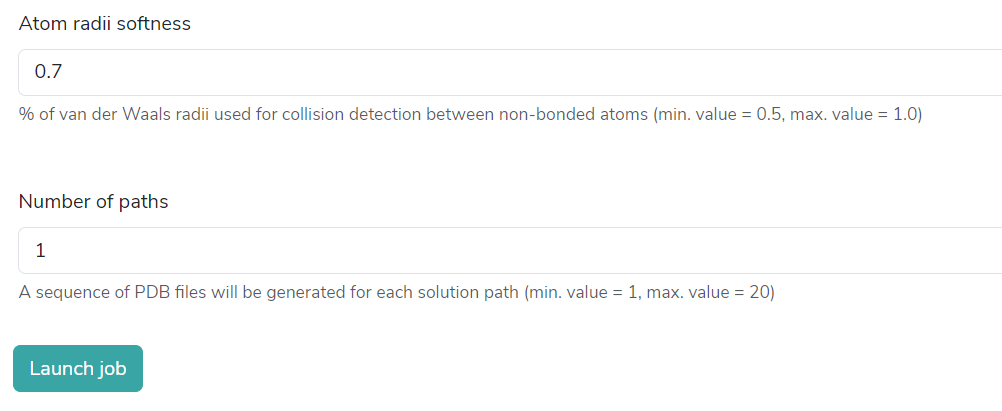 Atom radii softness
0.7
% of van der Waals radii used for collision detection between non-bonded atoms (min. value = 0.5, max. value = 1.0)
Number of paths
1
A sequence of PDB files will be generated for each solution path (min. value = 1, max. value = 20)
Launch job